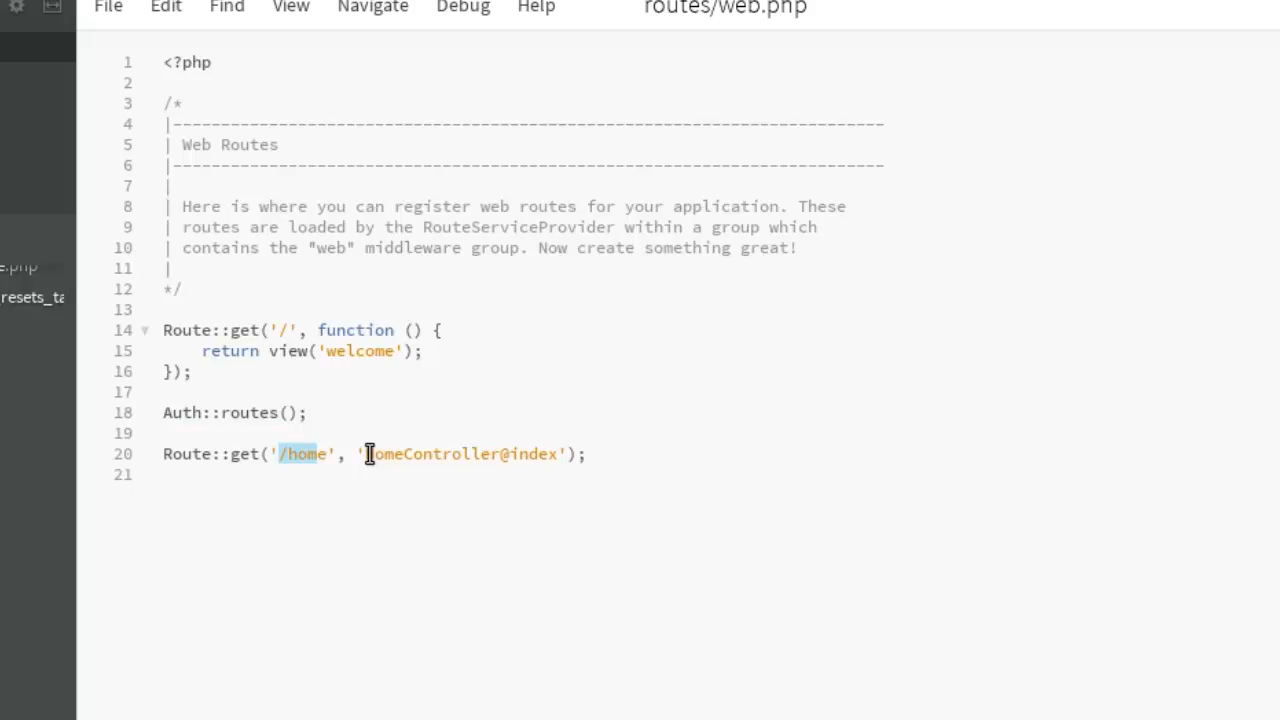 File Edit Find View Navigate Debug Help routes/web.php
1 <?php
2
3 /*
4 |--------------------------------------------------------------------------
5 | Web Routes
6 |--------------------------------------------------------------------------
7 |
8 | Here is where you can register web routes for your application. These
9 | routes are loaded by the RouteServiceProvider within a group which
10 | contains the "web" middleware group. Now create something great!
11 |
12 */
13
14 Route::get('/', function () {
15 return view('welcome');
16 });
17
18 Auth::routes();
19
20 Route::get('/home', 'HomeController@index');
21
e.php
resets_ta